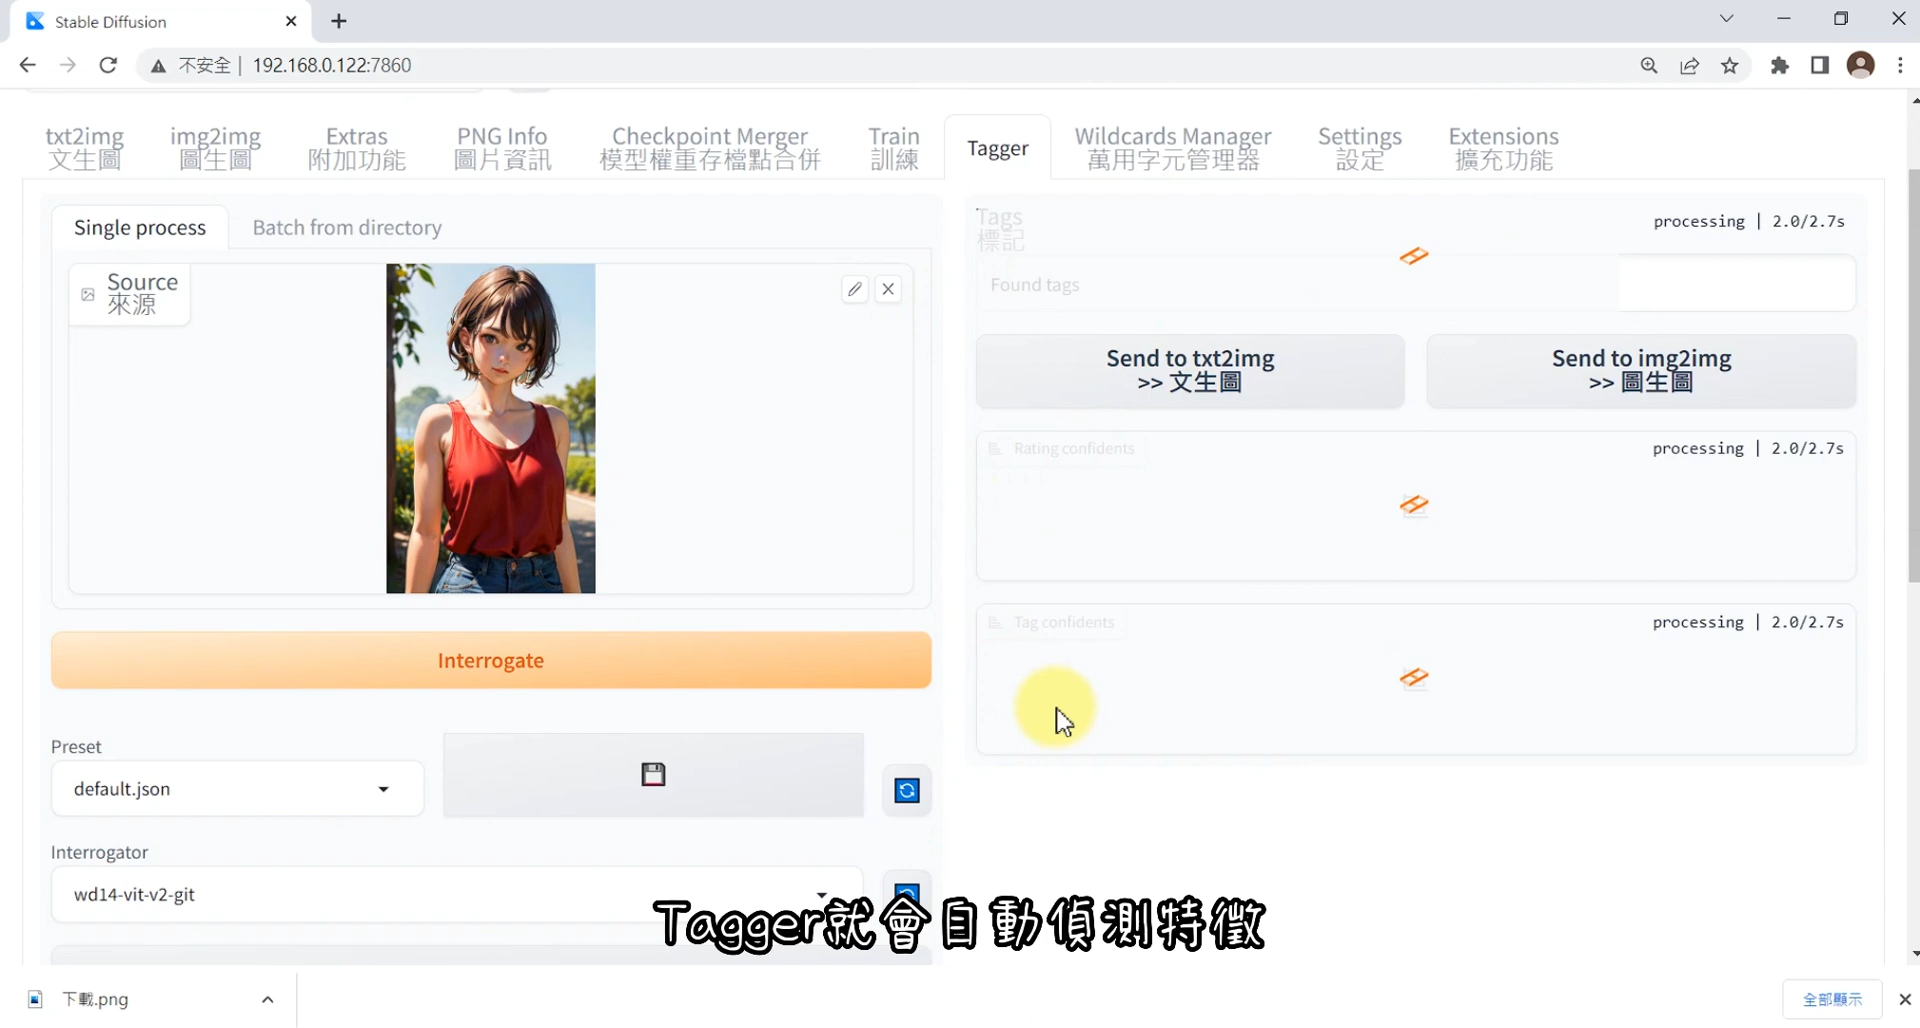 Stable Diffusion
不安全 | 192.168.0.122:7860
txt2img
文生圖
img2img
圖生圖
Extras
附加功能
PNG Info
圖片資訊
Checkpoint Merger
模型權重存檔點合併
Train
訓練
Tagger
Wildcards Manager
萬用字元管理器
Settings
設定
Extensions
擴充功能
Single process
Batch from directory
Source
來源
Interrogate
Preset
default.json
Interrogator
wd14-vit-v2-git
Tags
標記
processing | 2.0/2.7s
Found tags
Send to txt2img
>> 文生圖
Send to img2img
>> 圖生圖
Rating confidents
processing | 2.0/2.7s
Tag confidents
processing | 2.0/2.7s
Tagger就會自動偵測特徵
下載.png
全部顯示